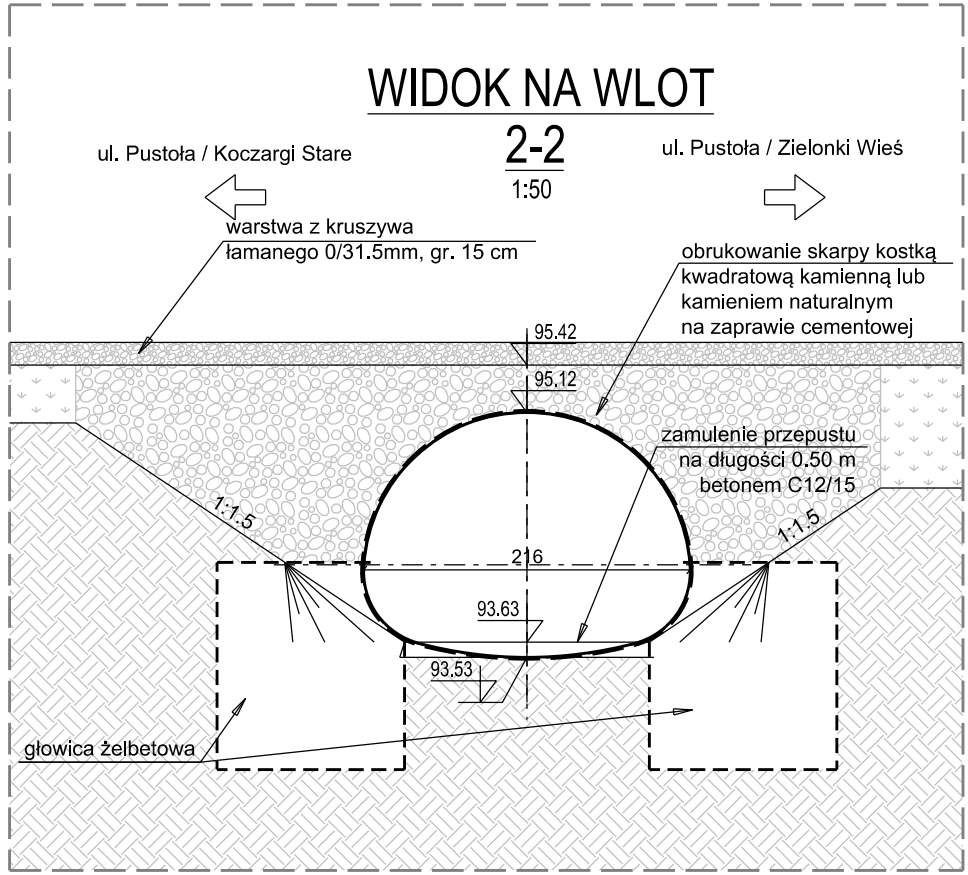 WIDOK NA WLOT
2-2
1:50
ul. Pustoła / Koczargi Stare
ul. Pustoła / Zielonki Wieś
warstwa z kruszywa
łamanego 0/31.5mm, gr. 15 cm
obrukowanie skarpy kostką
kwadratową kamienną lub
kamieniem naturalnym
na zaprawie cementowej
95.42
95.12
zamulenie przepustu
na długości 0.50 m
betonem C12/15
1:1.5
1:1.5
216
93.63
93.53
głowica żelbetowa